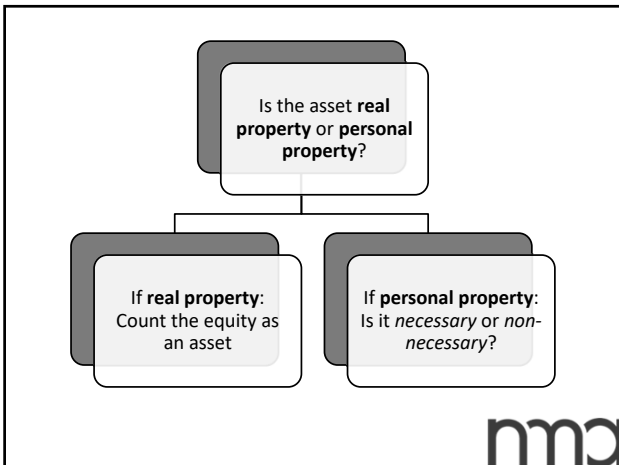 Is the asset real
property or personal
property?
If real property:
Count the equity as
an asset
If personal property:
Is it necessary or non-
necessary?
nma